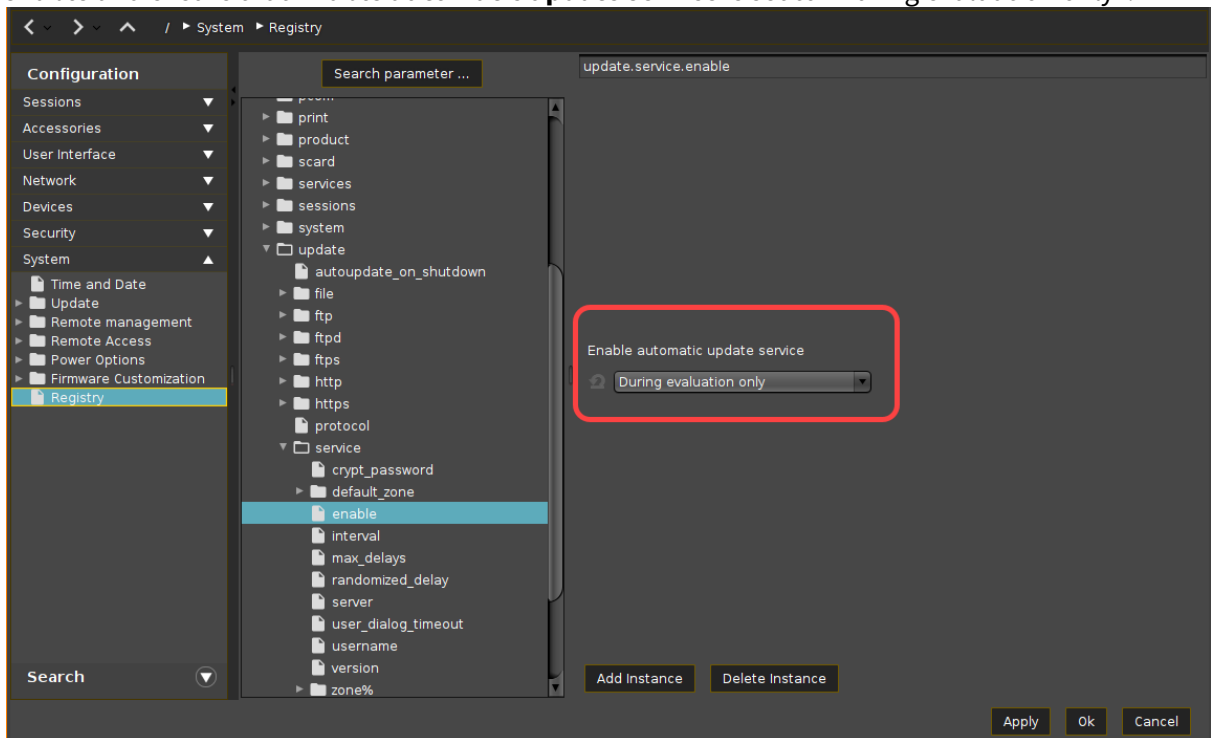 / ▸ System ▸ Registry
Configuration
Sessions
Accessories
User Interface
Network
Devices
Security
System
Time and Date
Update
Remote management
Remote Access
Power Options
Firmware Customization
Registry
Search
Search parameter ...
print
product
scard
services
sessions
system
update
autoupdate_on_shutdown
file
ftp
ftpd
ftps
http
https
protocol
service
crypt_password
default_zone
enable
interval
max_delays
randomized_delay
server
user_dialog_timeout
username
version
zone%
update.service.enable
Enable automatic update service
During evaluation only
Add Instance Delete Instance
Apply Ok Cancel